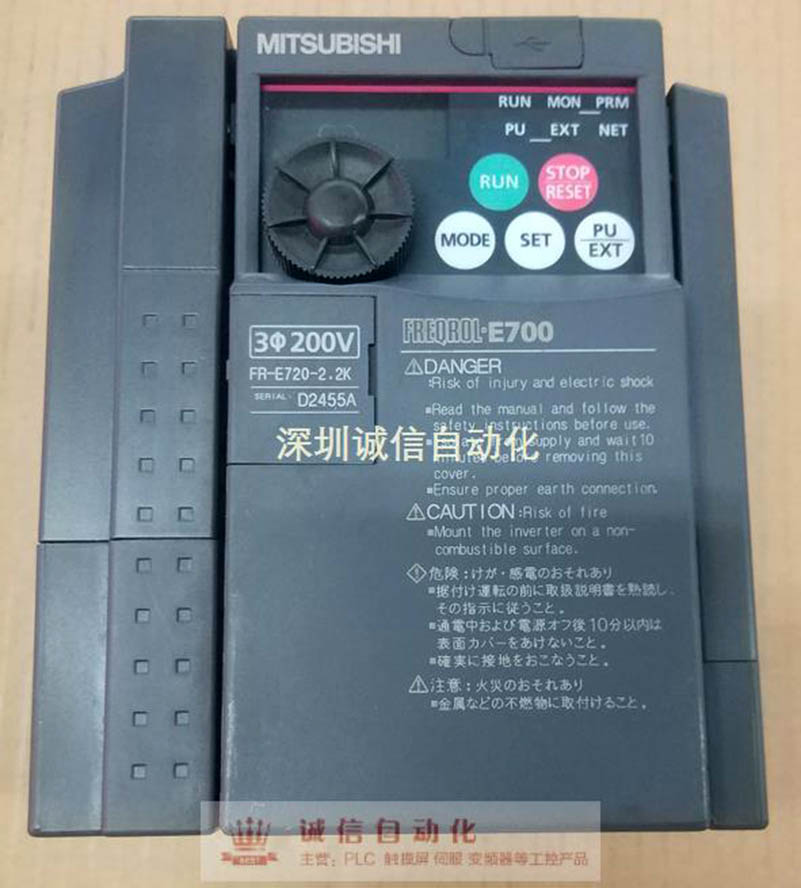 MITSUBISHI
RUN MON PRM
PU EXT NET
RUN
STOP
RESET
MODE
SET
PU
EXT
3Φ200V
FR-E720-2.2K
SERIAL: D2455A
FREQROL-E700
⚠DANGER
:Risk of injury and electric shock
■Read the manual and follow the
safety instructions before use.
supply and wait 10
minutes before removing this
cover.
■Ensure proper earth connection.
⚠CAUTION:Risk of fire
■Mount the inverter on a non-
combustible surface.
危険:けが・感電のおそれあり
■据付け運転の前に取扱説明書を熟読し、
その指示に従うこと。
■通電中および電源オフ後10分以内は
表面カバーをあけないこと。
■確実に接地をおこなうこと。
⚠注意:火災のおそれあり
■金属などの不燃物に取付けること。
深圳诚信自动化
诚信自动化
主营:PLC 触摸屏 伺服 变频器等工控产品